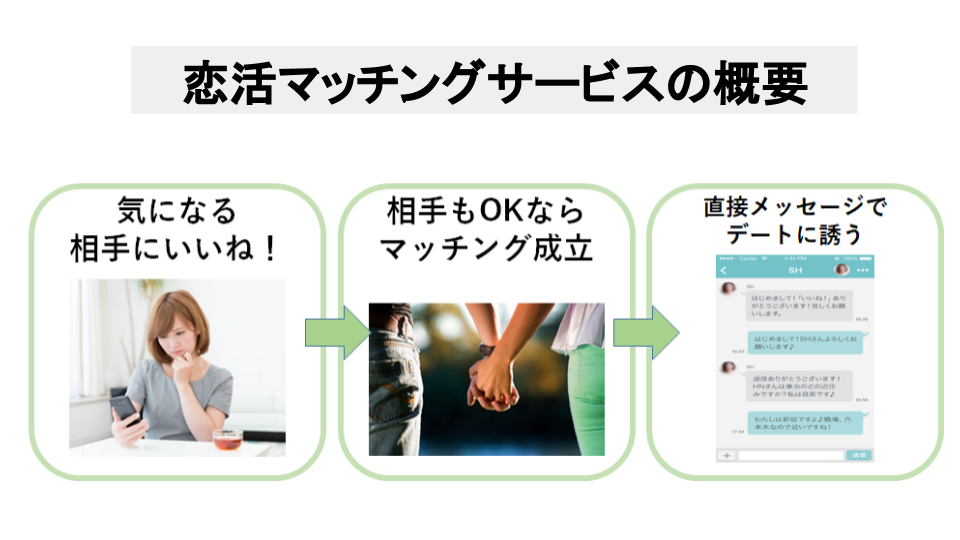 恋活マッチングサービスの概要
気になる
相手にいいね！
相手もOKなら
マッチング成立
直接メッセージで
デートに誘う
Carrier
SH
SH
はじめまして！「いいね！」あり
がとうございます！宜しくお願
いします。
はじめまして！SHさんよろしくお
願いします♪
SH
返信ありがとうございます！
HNさんは東京のどの辺住
みですか？私は目黒です♪
わたしは新宿ですよ♪職場、六
本木なので近いですね！
17:24
送信